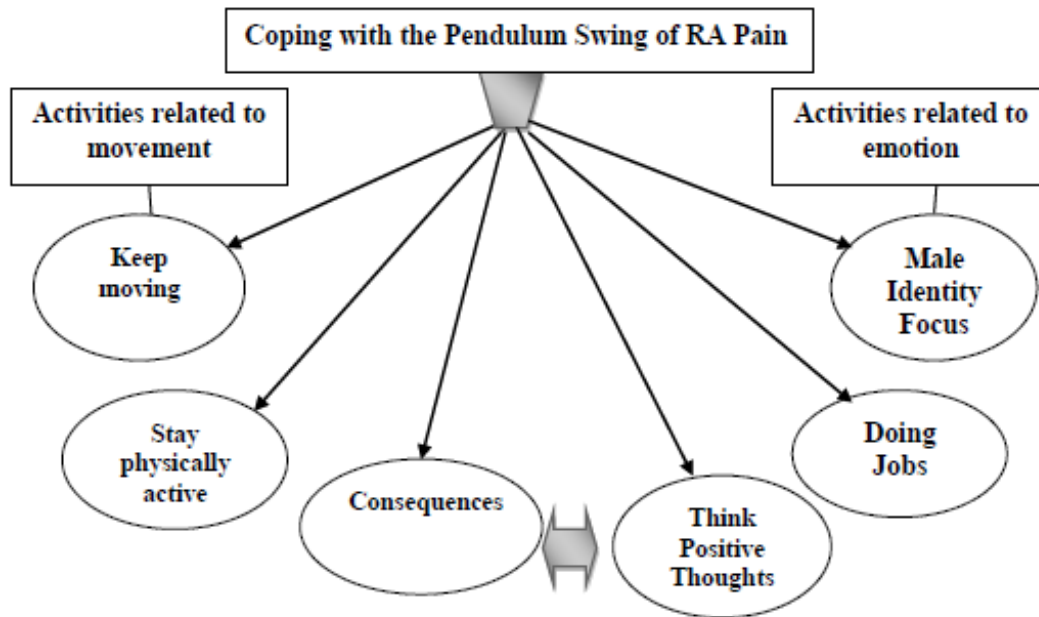 Coping with the Pendulum Swing of RA Pain
Activities related to
movement
Activities related to
emotion
Keep
moving
Male
Identity
Focus
Stay
physically
active
Doing
Jobs
Consequences
Think
Positive
Thoughts